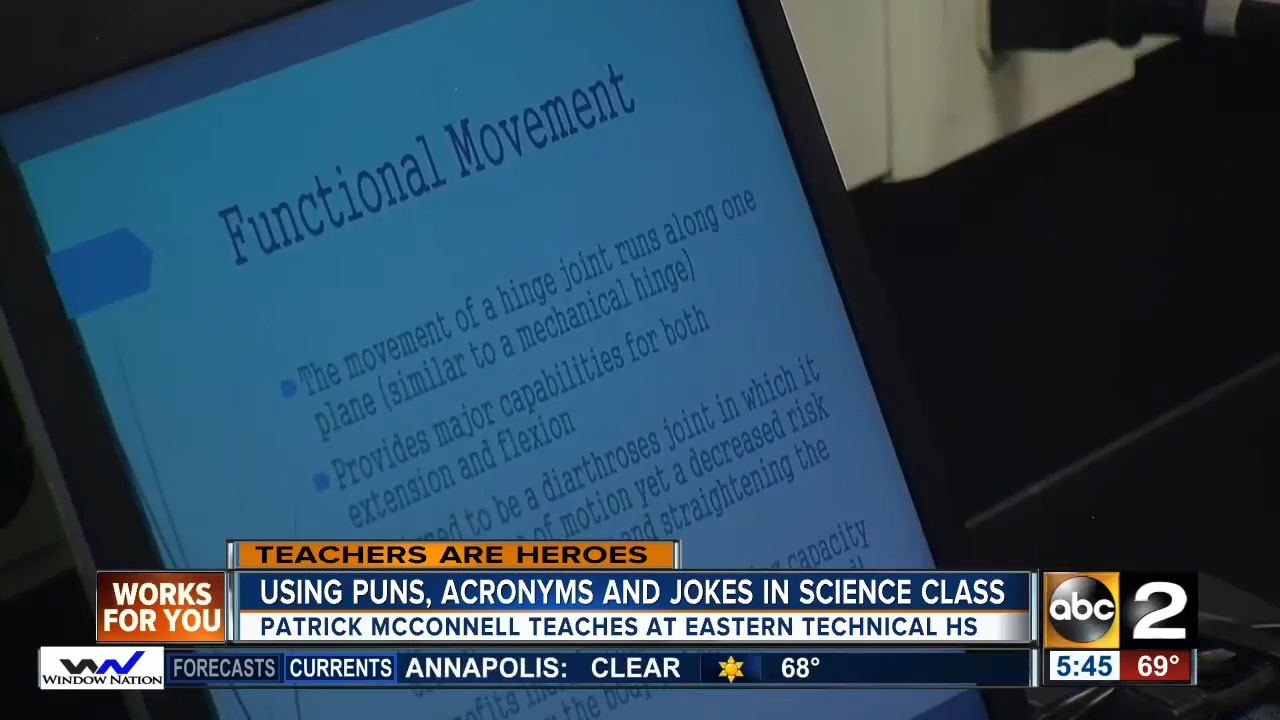 Functional Movement
The movement of a hinge joint runs along one
plane (similar to a mechanical hinge)
Provides major capabilities for both
extension and flexion
to be a diarthroses joint in which it
of motion yet a decreased risk
and straightening the
capacity
TEACHERS ARE HEROES
WORKS FOR YOU
USING PUNS, ACRONYMS AND JOKES IN SCIENCE CLASS
PATRICK MCCONNELL TEACHES AT EASTERN TECHNICAL HS
abc 2
WINDOW NATION
FORECASTS CURRENTS ANNAPOLIS: CLEAR 68°
5:45 69°
the body